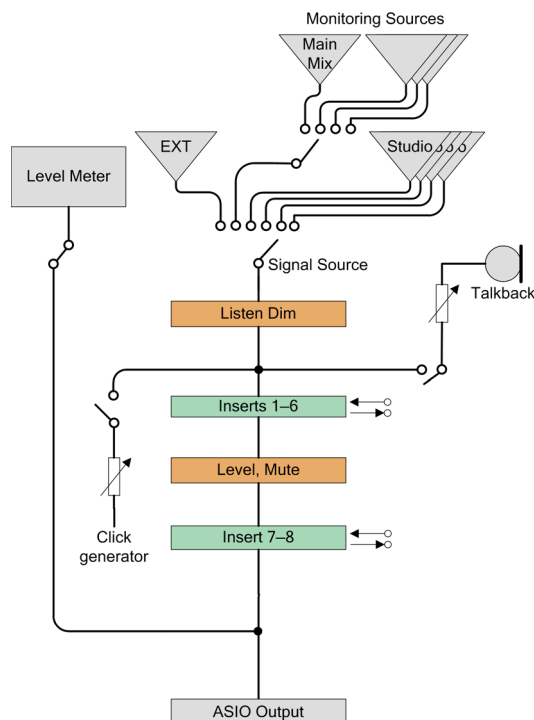 Monitoring Sources
Main
Mix
EXT
Studio
Level Meter
Signal Source
Talkback
Listen Dim
Inserts 1–6
Level, Mute
Click
generator
Insert 7–8
ASIO Output